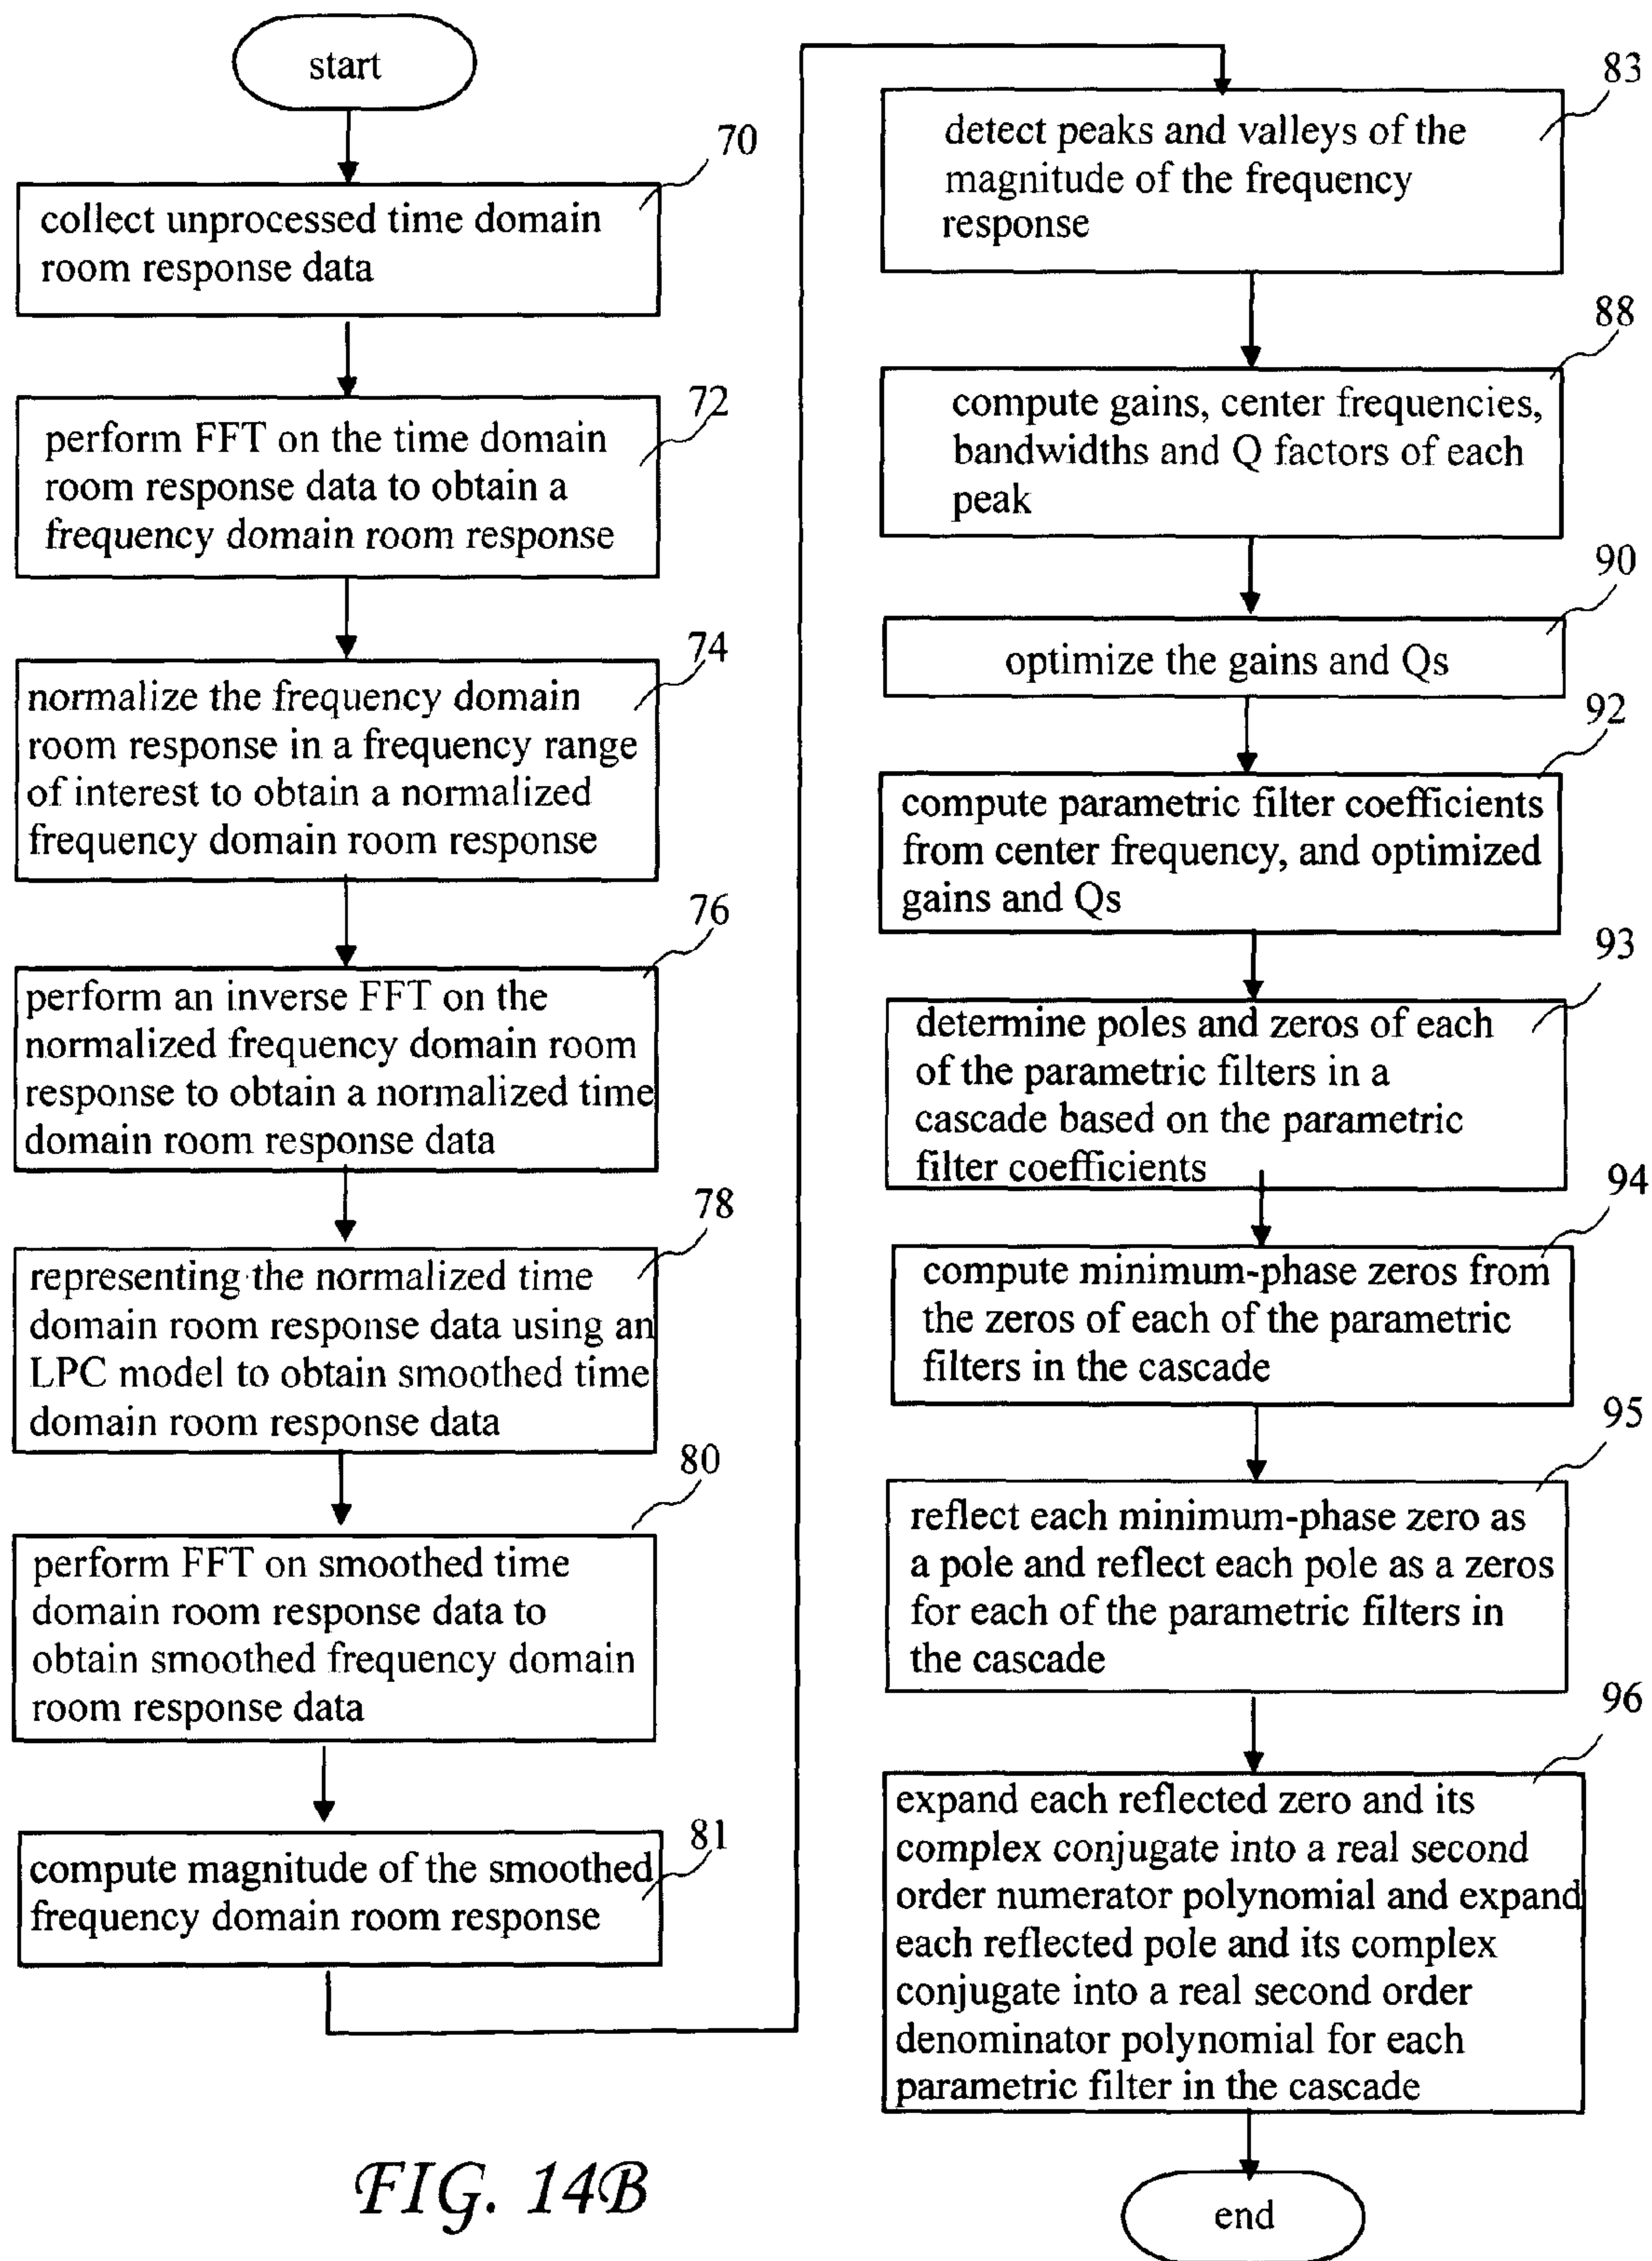 start
70
collect unprocessed time domain
room response data
72
perform FFT on the time domain
room response data to obtain a
frequency domain room response
74
normalize the frequency domain
room response in a frequency range
of interest to obtain a normalized
frequency domain room response
76
perform an inverse FFT on the
normalized frequency domain room
response to obtain a normalized time
domain room response data
78
representing the normalized time
domain room response data using an
LPC model to obtain smoothed time
domain room response data
80
perform FFT on smoothed time
domain room response data to
obtain smoothed frequency domain
room response data
81
compute magnitude of the smoothed
frequency domain room response
83
detect peaks and valleys of the
magnitude of the frequency
response
88
compute gains, center frequencies,
bandwidths and Q factors of each
peak
90
optimize the gains and Qs
92
compute parametric filter coefficients
from center frequency, and optimized
gains and Qs
93
determine poles and zeros of each
of the parametric filters in a
cascade based on the parametric
filter coefficients
94
compute minimum-phase zeros from
the zeros of each of the parametric
filters in the cascade
95
reflect each minimum-phase zero as
a pole and reflect each pole as a zeros
for each of the parametric filters in
the cascade
96
expand each reflected zero and its
complex conjugate into a real second
order numerator polynomial and expand
each reflected pole and its complex
conjugate into a real second order
denominator polynomial for each
parametric filter in the cascade
end
FIG. 14B